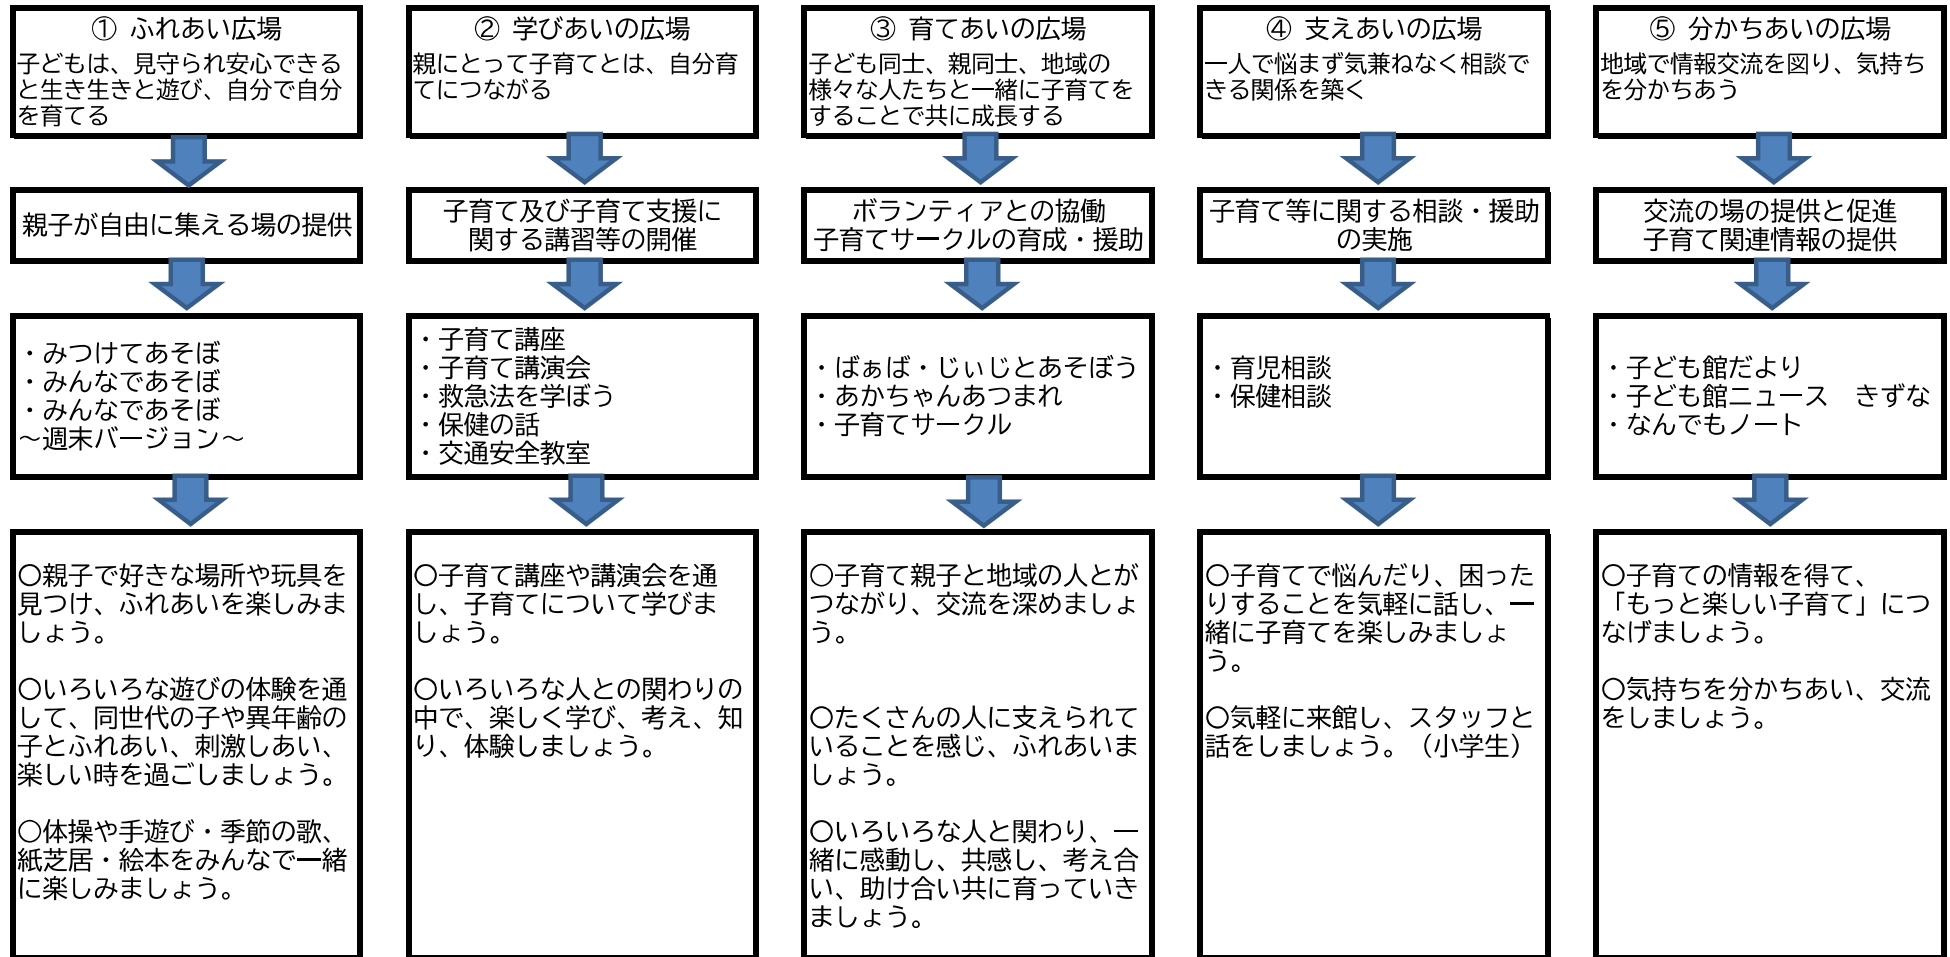 ① ふれあい広場
子どもは、見守られ安心できる
と生き生きと遊び、自分で自分
を育てる
親子が自由に集える場の提供
・みつけてあそぼ
・みんなであそぼ
・みんなであそぼ
～週末バージョン～
〇親子で好きな場所や玩具を
見つけ、ふれあいを楽しみま
しょう。
〇いろいろな遊びの体験を通
して、同世代の子や異年齢の
子とふれあい、刺激しあい、
楽しい時を過ごしましょう。
〇体操や手遊び・季節の歌、
紙芝居・絵本をみんなで一緒
に楽しみましょう。
② 学びあいの広場
親にとって子育てとは、自分育
てにつながる
子育て及び子育て支援に
関する講習等の開催
・子育て講座
・子育て講演会
・救急法を学ぼう
・保健の話
・交通安全教室
〇子育て講座や講演会を通
し、子育てについて学びま
しょう。
〇いろいろな人との関わりの
中で、楽しく学び、考え、知
り、体験しましょう。
③ 育てあいの広場
子ども同士、親同士、地域の
様々な人たちと一緒に子育てを
することで共に成長する
ボランティアとの協働
子育てサークルの育成・援助
・ばぁば・じぃじとあそぼう
・あかちゃんあつまれ
・子育てサークル
〇子育て親子と地域の人とが
つながり、交流を深めましょ
う。
〇たくさんの人に支えられて
いることを感じ、ふれあいま
しょう。
〇いろいろな人と関わり、一
緒に感動し、共感し、考え合
い、助け合い共に育っていき
ましょう。
④ 支えあいの広場
一人で悩まず気兼ねなく相談で
きる関係を築く
子育て等に関する相談・援助
の実施
・育児相談
・保健相談
〇子育てで悩んだり、困った
りすることを気軽に話し、一
緒に子育てを楽しみましょ
う。
〇気軽に来館し、スタッフと
話をしましょう。（小学生）
⑤ 分かちあいの広場
地域で情報交流を図り、気持ち
を分かちあう
交流の場の提供と促進
子育て関連情報の提供
・子ども館だより
・子ども館ニュース　きずな
・なんでもノート
〇子育ての情報を得て、
「もっと楽しい子育て」につ
なげましょう。
〇気持ちを分かちあい、交流
をしましょう。